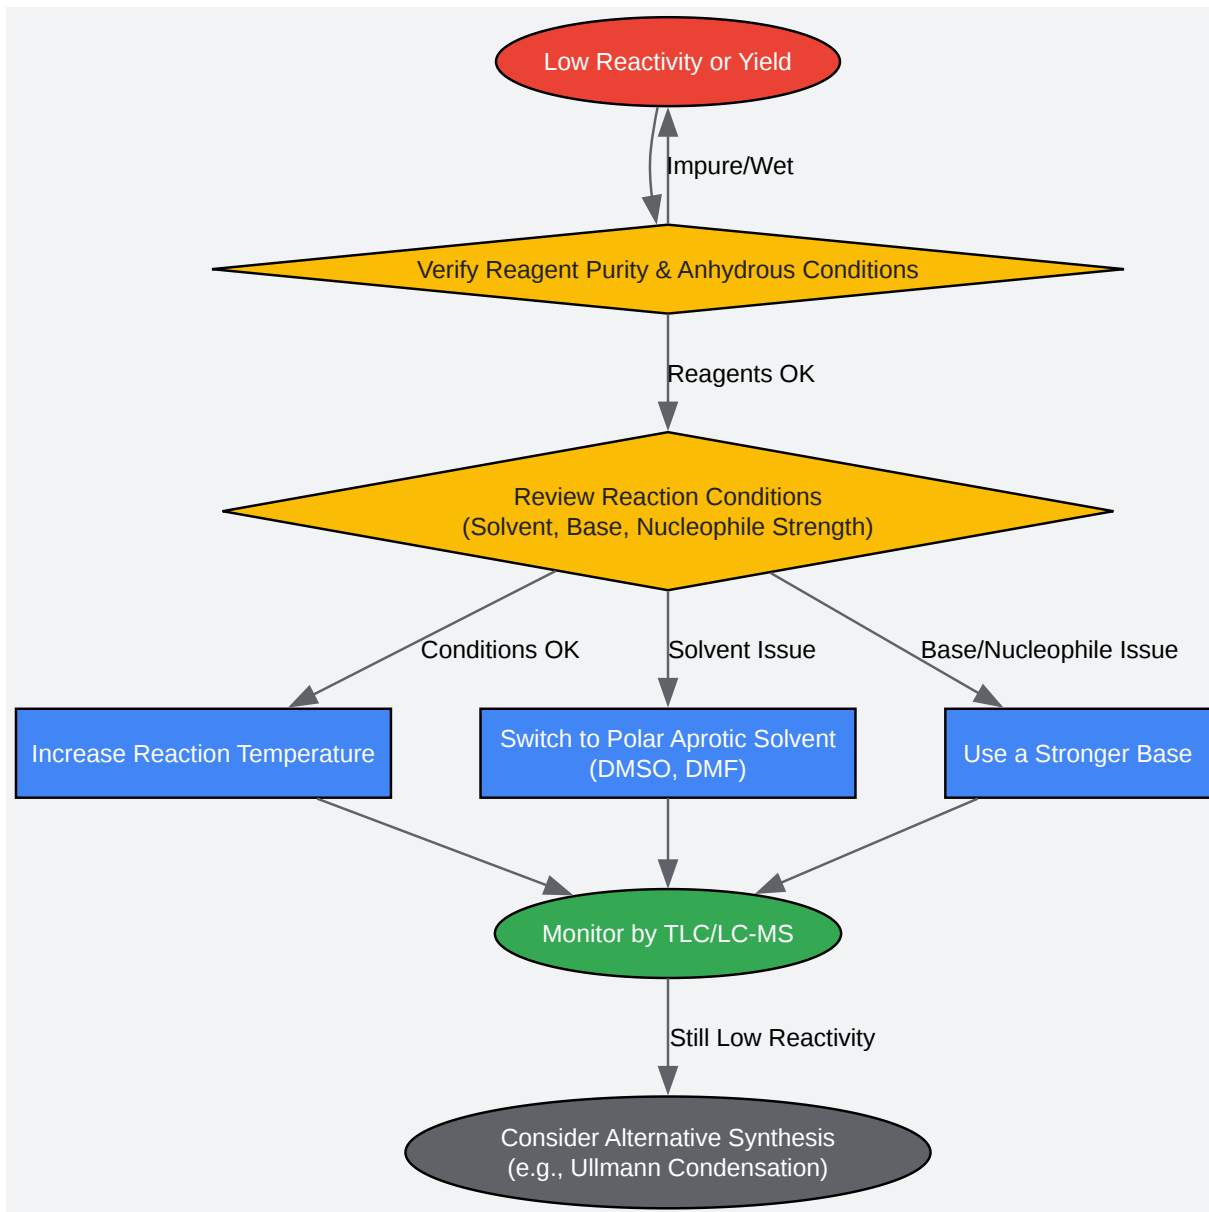 Low Reactivity or Yield
Impure/Wet
Verify Reagent Purity & Anhydrous Conditions
Reagents OK
Review Reaction Conditions
(Solvent, Base, Nucleophile Strength)
Conditions OK
Solvent Issue
Base/Nucleophile Issue
Increase Reaction Temperature
Switch to Polar Aprotic Solvent
(DMSO, DMF)
Use a Stronger Base
Monitor by TLC/LC-MS
Still Low Reactivity
Consider Alternative Synthesis
(e.g., Ullmann Condensation)